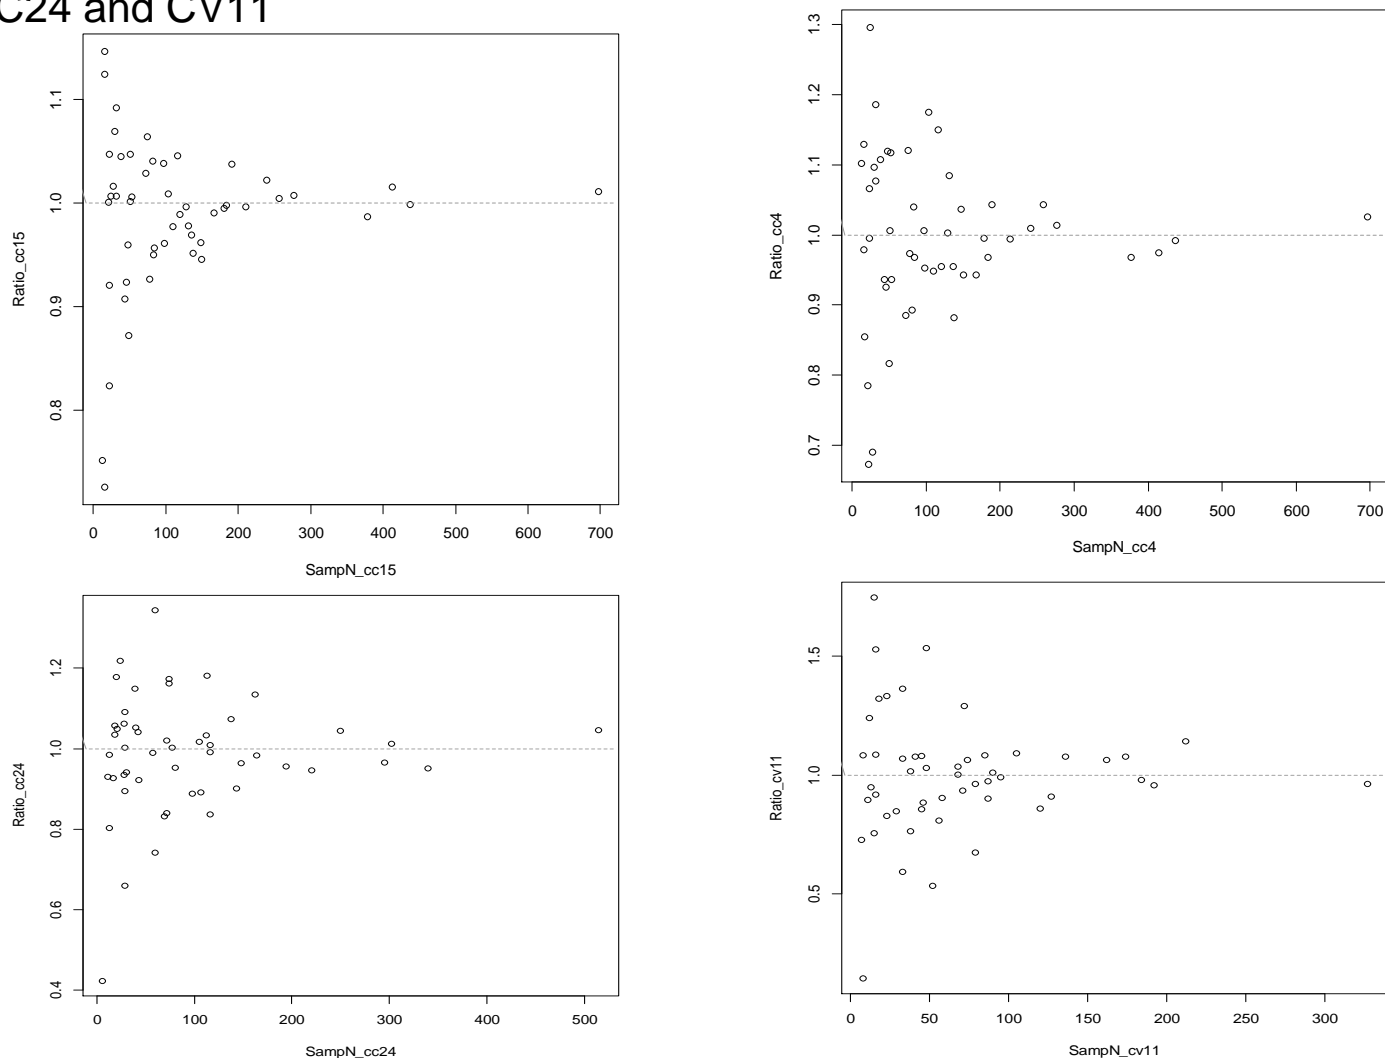 C24 and CV11
1.1
1.0
0.9
0.8
Ratio_cc15
0 100 200 300 400 500 600 700
SampN_cc15
1.3
1.2
1.1
1.0
0.9
0.8
0.7
Ratio_cc4
0 100 200 300 400 500 600 700
SampN_cc4
1.2
1.0
0.8
0.6
0.4
Ratio_cc24
0 100 200 300 400 500
SampN_cc24
1.5
1.0
0.5
Ratio_cv11
0 50 100 150 200 250 300
SampN_cv11